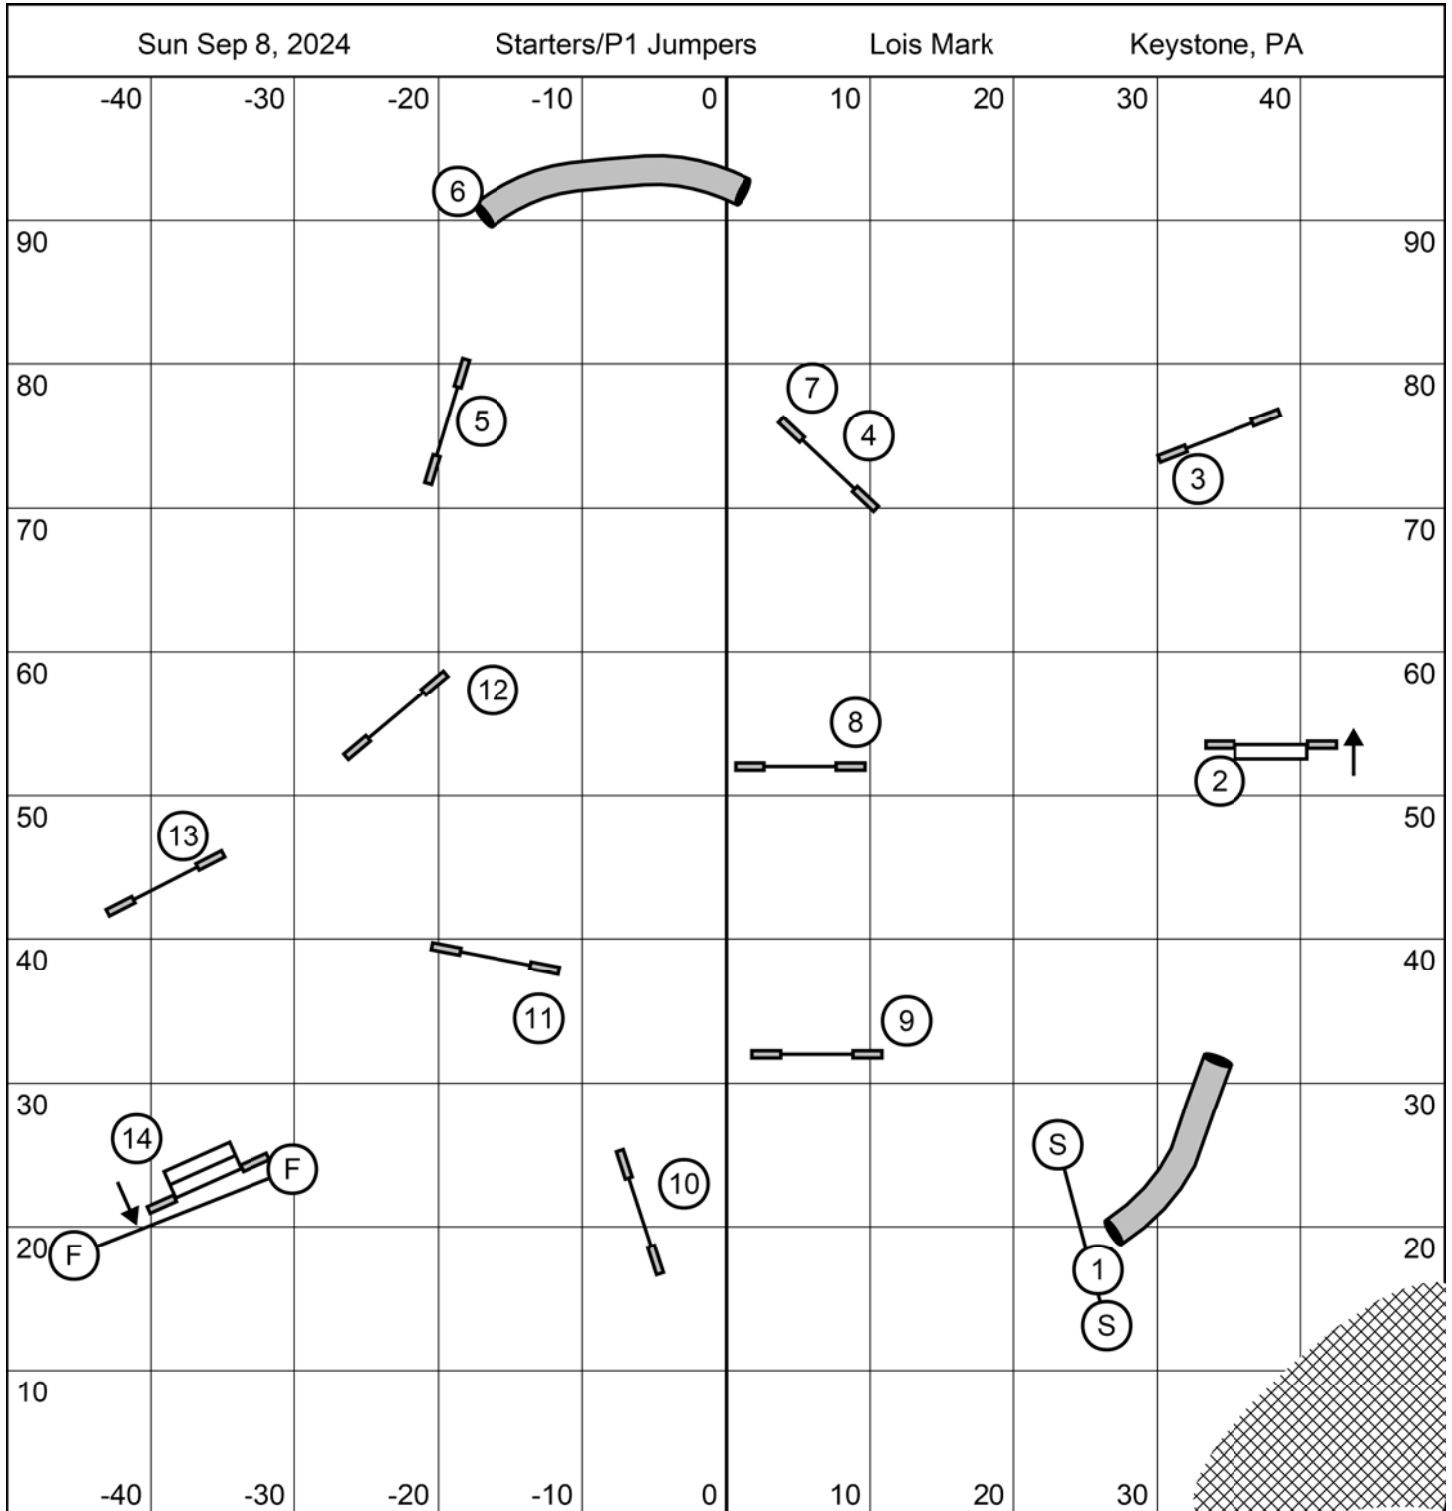 Sun Sep 8, 2024 Starters/P1 Jumpers Lois Mark Keystone, PA
-40 -30 -20 -10 0 10 20 30 40
6
90 90
80 7 80
5 4
3
70 70
60 12 60
8
2
50 13 50
40 40
11 9
30 14 S 30
F 10
20 F 1 20
S
10
-40 -30 -20 -10 0 10 20 30